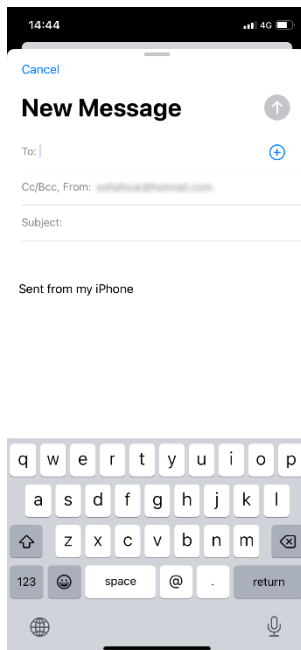 14:44
4G
Cancel
New Message
To:
Cc/Bcc, From:
Subject:
Sent from my iPhone
q w e r t y u i o p
a s d f g h j k l
z x c v b n m
123 space @ . return